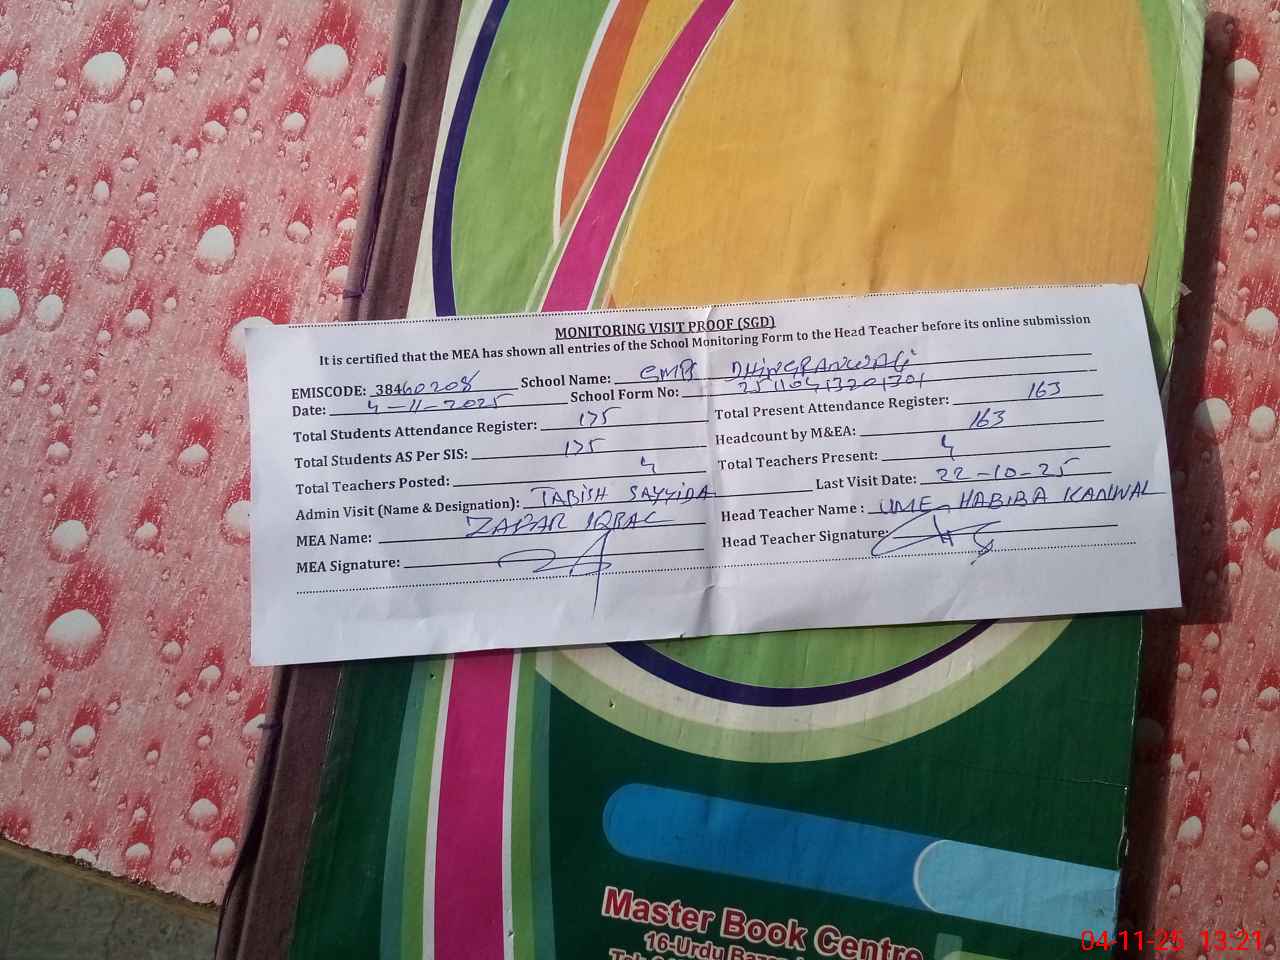 MONITORING VISIT PROOF (SGD)
It is certified that the MEA has shown all entries of the School Monitoring Form to the Head Teacher before its online submission
EMISCODE: 38460208 School Name: GMPS DHINGRANWALI
Date: 4-11-2025 School Form No: 25110413201301
Total Students Attendance Register: 175 Total Present Attendance Register: 163
Total Students AS Per SIS: 175 Headcount by M&EA: 163
Total Teachers Posted: 4 Total Teachers Present: 4
Admin Visit (Name & Designation): TABISH SAYYIDA Last Visit Date: 22-10-25
MEA Name: ZAFAR IQBAL Head Teacher Name: UME HABIBA KANWAL
MEA Signature: Head Teacher Signature:
Master Book Centre
16-Urdu
04-11-25 13:21